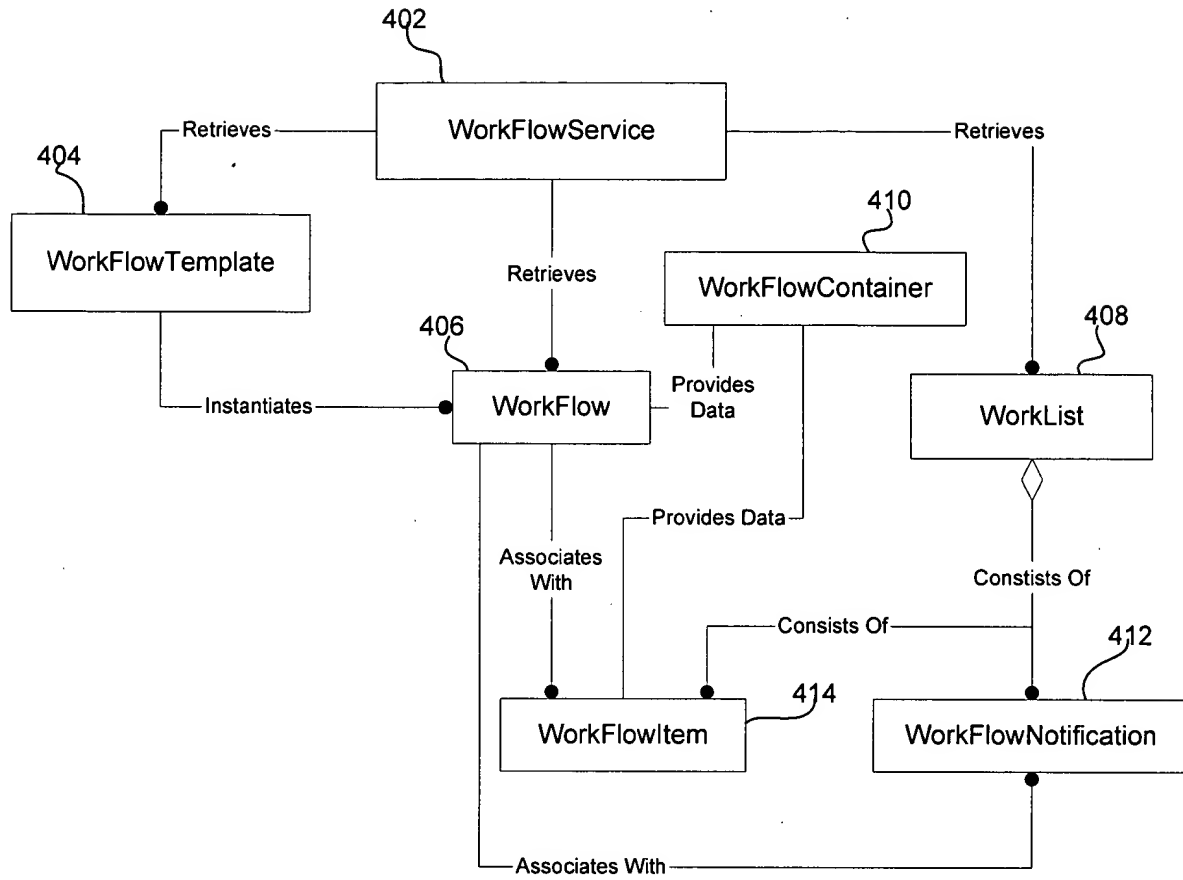 402
WorkFlowService
Retrieves
Retrieves
404
WorkFlowTemplate
410
WorkFlowContainer
Retrieves
408
WorkList
406
WorkFlow
Provides
Data
Instantiates
Provides Data
Associates
With
Constists Of
Consists Of
412
WorkFlowNotification
414
WorkFlowItem
Associates With